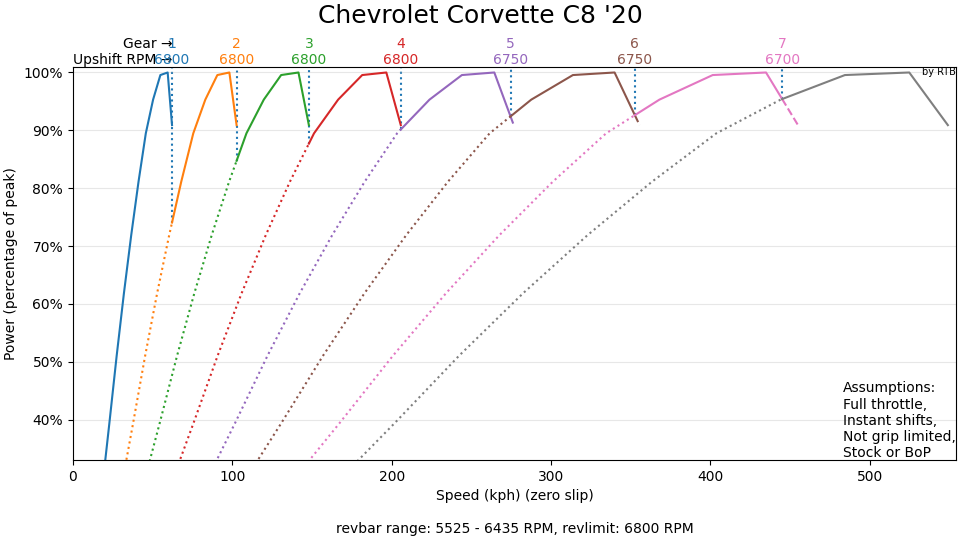 Chevrolet Corvette C8 '20
Gear → 1 2 3 4 5 6 7
Upshift RPM → 6800 6800 6800 6800 6750 6750 6700
by RTB
100%
90%
80%
70%
60%
50%
40%
Power (percentage of peak)
Assumptions:
Full throttle,
Instant shifts,
Not grip limited,
Stock or BoP
0 100 200 300 400 500
Speed (kph) (zero slip)
revbar range: 5525 - 6435 RPM, revlimit: 6800 RPM